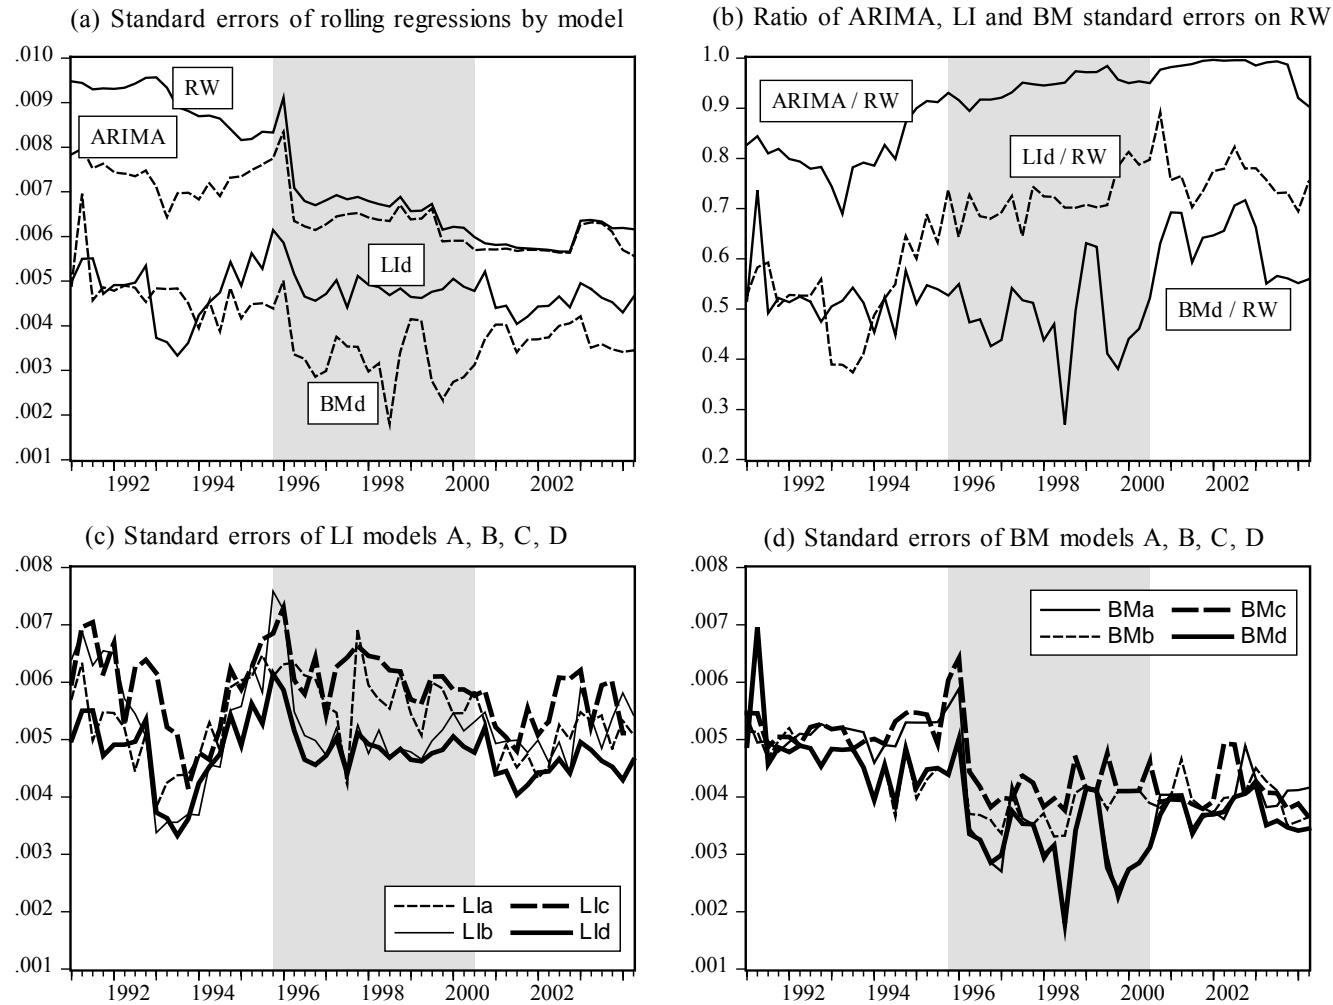 (a) Standard errors of rolling regressions by model
.010
.009
.008
.007
.006
.005
.004
.003
.002
.001
RW
ARIMA
LId
BMd
1992 1994 1996 1998 2000 2002
(b) Ratio of ARIMA, LI and BM standard errors on RW
1.0
0.9
0.8
0.7
0.6
0.5
0.4
0.3
0.2
ARIMA / RW
LId / RW
BMd / RW
1992 1994 1996 1998 2000 2002
(c) Standard errors of LI models A, B, C, D
.008
.007
.006
.005
.004
.003
.002
.001
LIa LIc
LIb LId
1992 1994 1996 1998 2000 2002
(d) Standard errors of BM models A, B, C, D
.008
.007
.006
.005
.004
.003
.002
.001
BMa BMc
BMb BMd
1992 1994 1996 1998 2000 2002